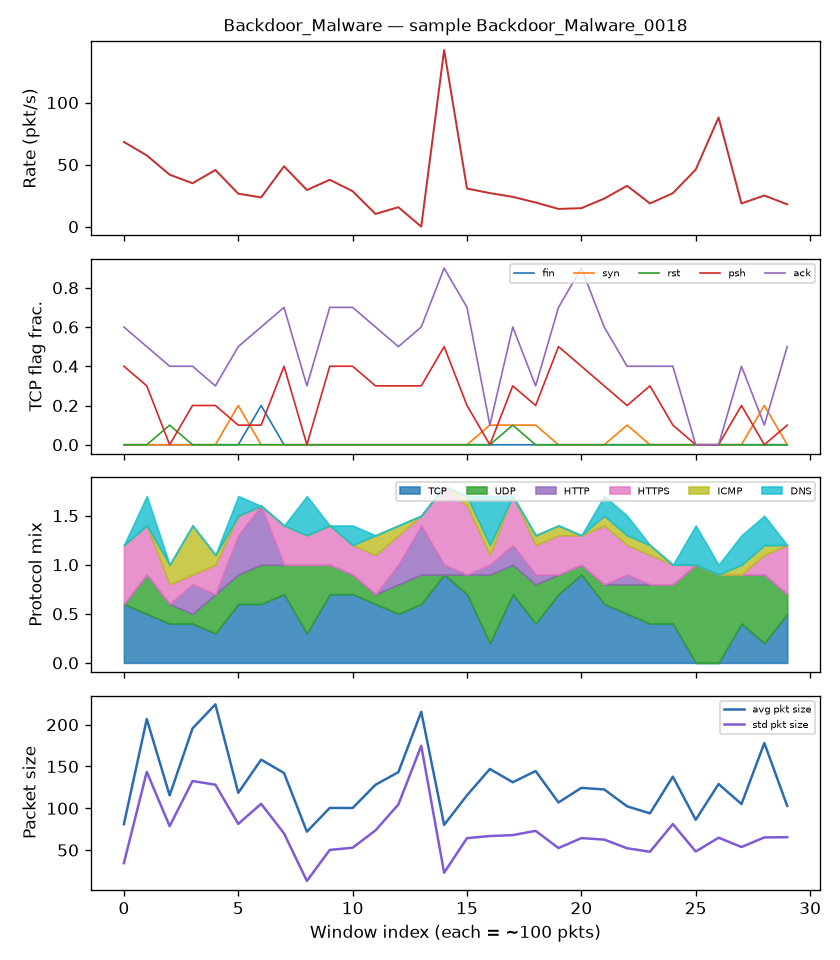 Backdoor_Malware — sample Backdoor_Malware_0018
Rate (pkt/s)
100
50
0
TCP flag frac.
0.8
0.6
0.4
0.2
0.0
fin syn rst psh ack
Protocol mix
1.5
1.0
0.5
0.0
TCP UDP HTTP HTTPS ICMP DNS
Packet size
200
150
100
50
avg pkt size
std pkt size
0 5 10 15 20 25 30
Window index (each = ~100 pkts)